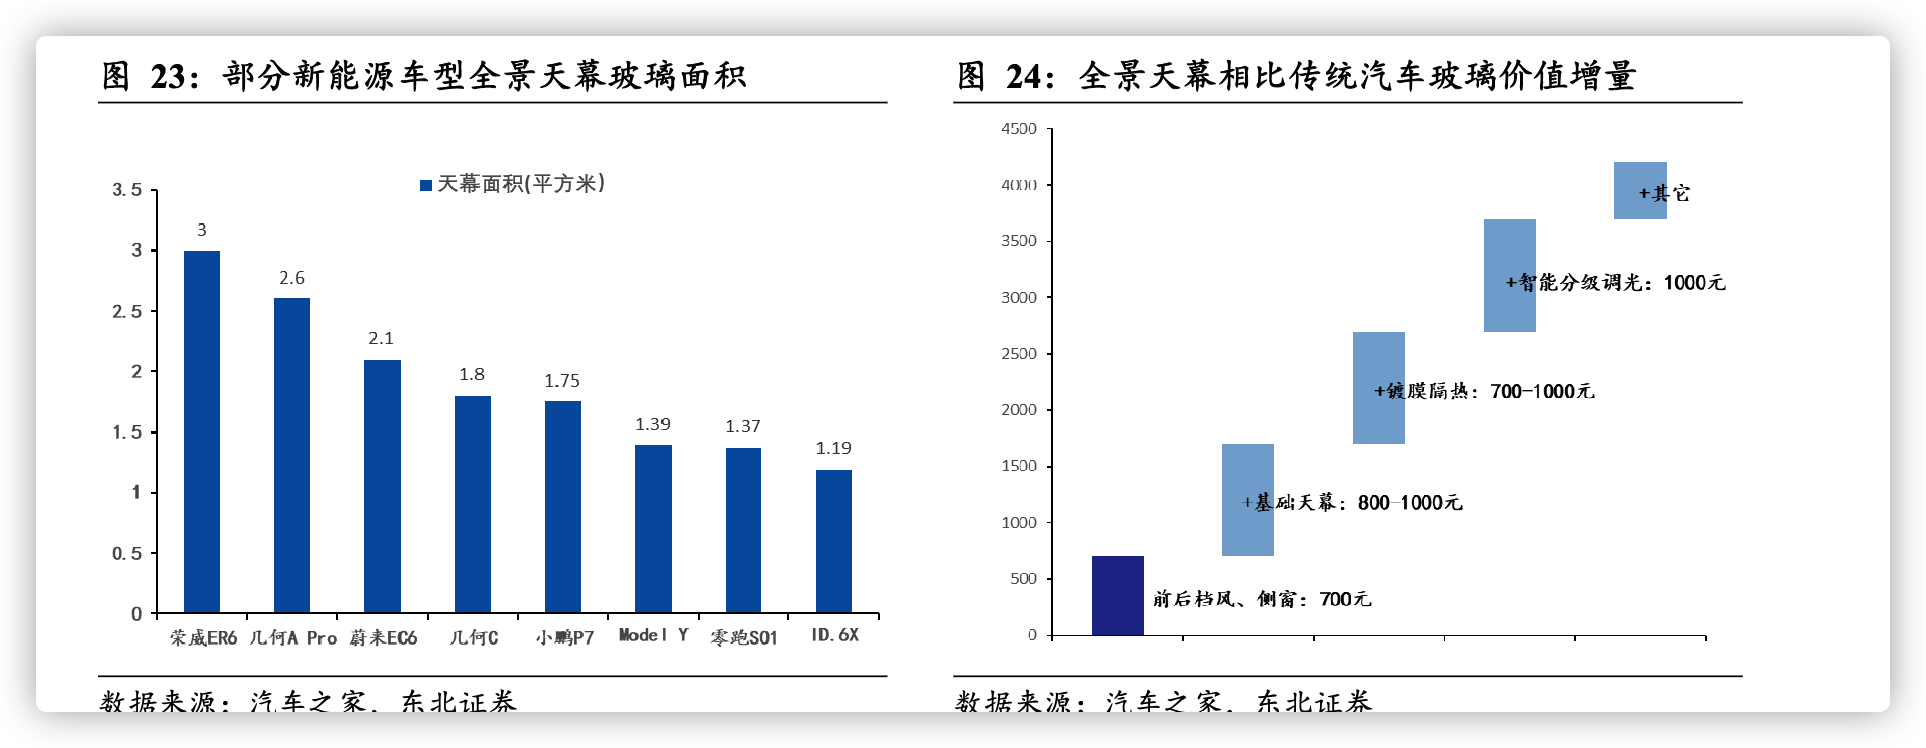 图 23：部分新能源车型全景天幕玻璃面积
天幕面积(平方米)
3.5
3
2.5
2
1.5
1
0.5
0
3
2.6
2.1
1.8
1.75
1.39
1.37
1.19
荣威ER6 几何A Pro 蔚来EC6 几何C 小鹏P7 Model Y 零跑S01 ID.6X
数据来源：汽车之家，东北证券
图 24：全景天幕相比传统汽车玻璃价值增量
4500
4000
3500
3000
2500
2000
1500
1000
500
0
+其它
+智能分级调光：1000元
+镀膜隔热：700-1000元
+基础天幕：800-1000元
前后档风、侧窗：700元
数据来源：汽车之家，东北证券